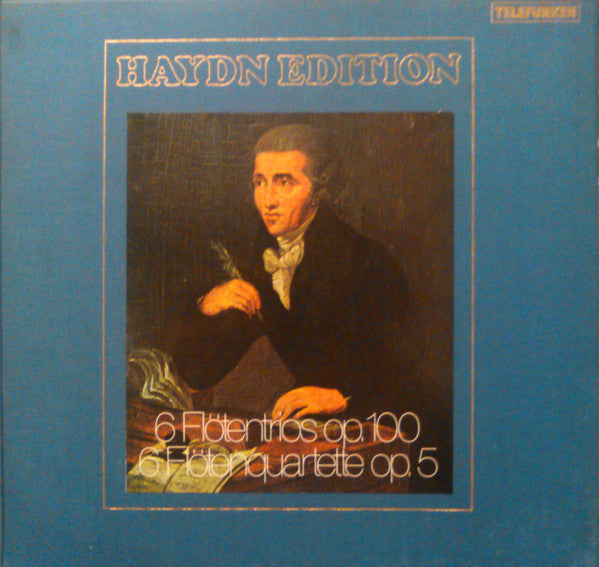 TELEFUNKEN
HAYDN EDITION
6 Flötentrios op. 100
6 Flötenquartette op. 5